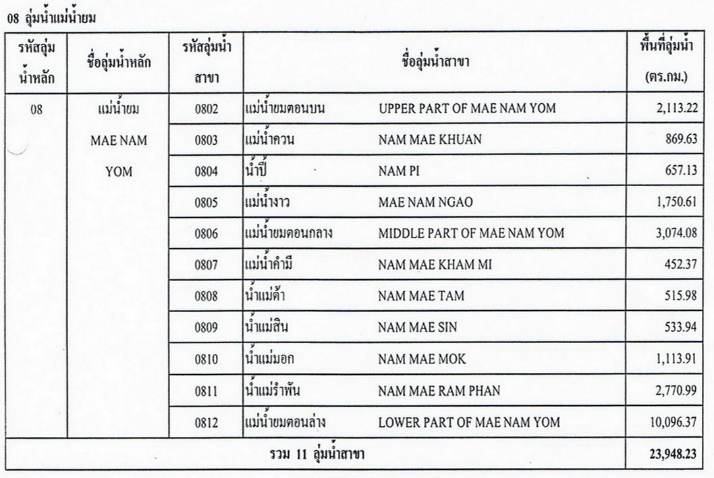 08 ลุ่มน้ำแม่น้ำยม
รหัสลุ่มน้ำหลัก ชื่อลุ่มน้ำหลัก รหัสลุ่มน้ำสาขา ชื่อลุ่มน้ำสาขา พื้นที่ลุ่มน้ำ (ตร.กม.)
08 แม่น้ำยม 0802 แม่น้ำยมตอนบน UPPER PART OF MAE NAM YOM 2,113.22
MAE NAM 0803 แม่น้ำควน NAM MAE KHUAN 869.63
YOM 0804 น้ำปี้ NAM PI 657.13
0805 แม่น้ำงาว MAE NAM NGAO 1,750.61
0806 แม่น้ำยมตอนกลาง MIDDLE PART OF MAE NAM YOM 3,074.08
0807 แม่น้ำคำมี NAM MAE KHAM MI 452.37
0808 น้ำแม่ต้า NAM MAE TAM 515.98
0809 น้ำแม่สิน NAM MAE SIN 533.94
0810 น้ำแม่มอก NAM MAE MOK 1,113.91
0811 น้ำแม่รำพัน NAM MAE RAM PHAN 2,770.99
0812 แม่น้ำยมตอนล่าง LOWER PART OF MAE NAM YOM 10,096.37
รวม 11 ลุ่มน้ำสาขา 23,948.23